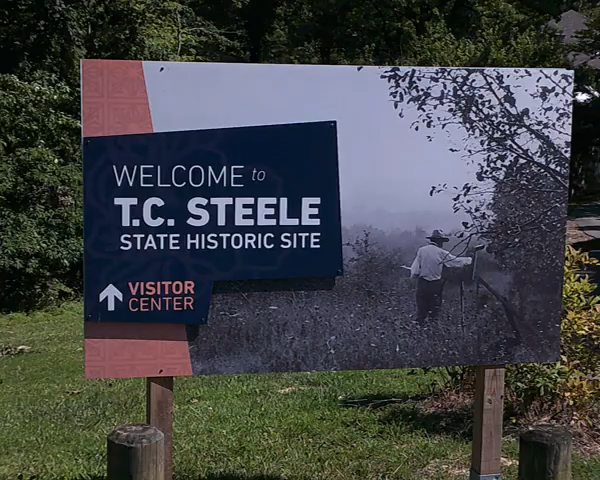 WELCOME to
T.C. STEELE
STATE HISTORIC SITE
VISITOR
CENTER